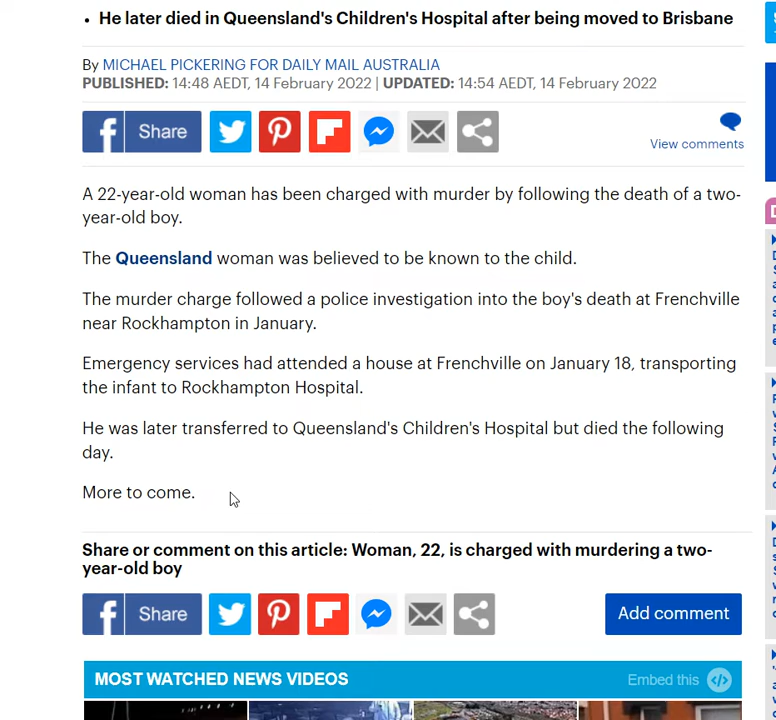 • He later died in Queensland's Children's Hospital after being moved to Brisbane
By MICHAEL PICKERING FOR DAILY MAIL AUSTRALIA
PUBLISHED: 14:48 AEDT, 14 February 2022 | UPDATED: 14:54 AEDT, 14 February 2022
f Share
View comments
A 22-year-old woman has been charged with murder by following the death of a two-
year-old boy.
The Queensland woman was believed to be known to the child.
The murder charge followed a police investigation into the boy's death at Frenchville
near Rockhampton in January.
Emergency services had attended a house at Frenchville on January 18, transporting
the infant to Rockhampton Hospital.
He was later transferred to Queensland's Children's Hospital but died the following
day.
More to come.
Share or comment on this article: Woman, 22, is charged with murdering a two-
year-old boy
f Share
Add comment
MOST WATCHED NEWS VIDEOS
Embed this </>